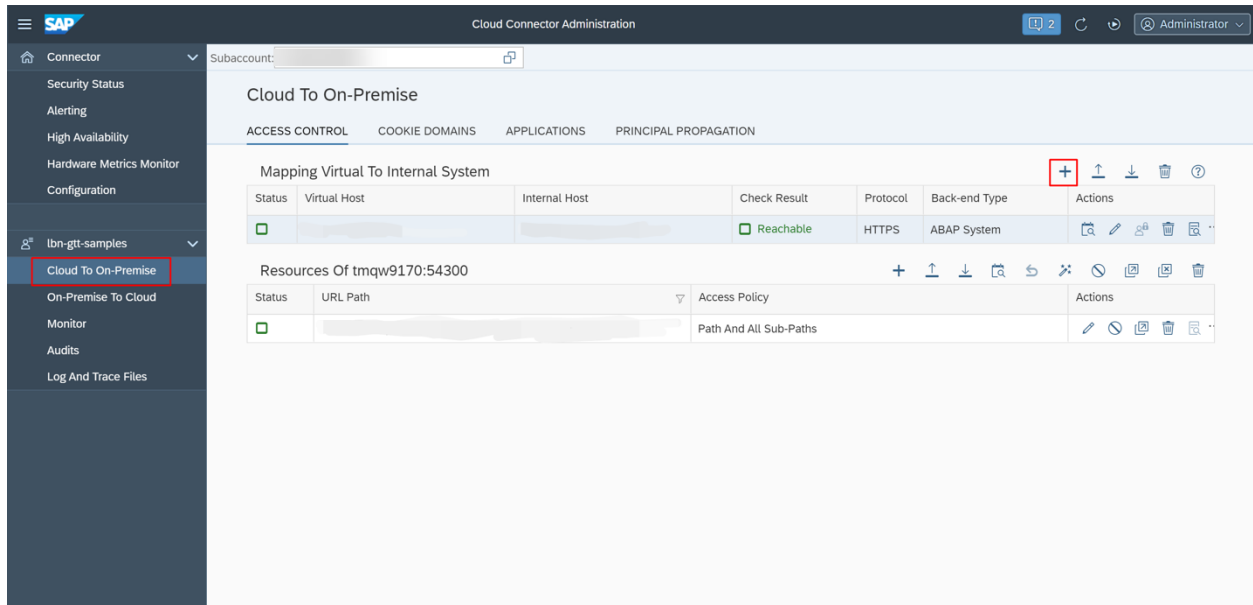 SAP Cloud Connector Administration 2 Administrator
Connector
Subaccount:
Security Status
Alerting
High Availability
Hardware Metrics Monitor
Configuration
lbn-gtt-samples
Cloud To On-Premise
On-Premise To Cloud
Monitor
Audits
Log And Trace Files
Cloud To On-Premise
ACCESS CONTROL COOKIE DOMAINS APPLICATIONS PRINCIPAL PROPAGATION
Mapping Virtual To Internal System
Status Virtual Host Internal Host Check Result Protocol Back-end Type Actions
Reachable HTTPS ABAP System
Resources Of tmqw9170:54300
Status URL Path Access Policy Actions
Path And All Sub-Paths